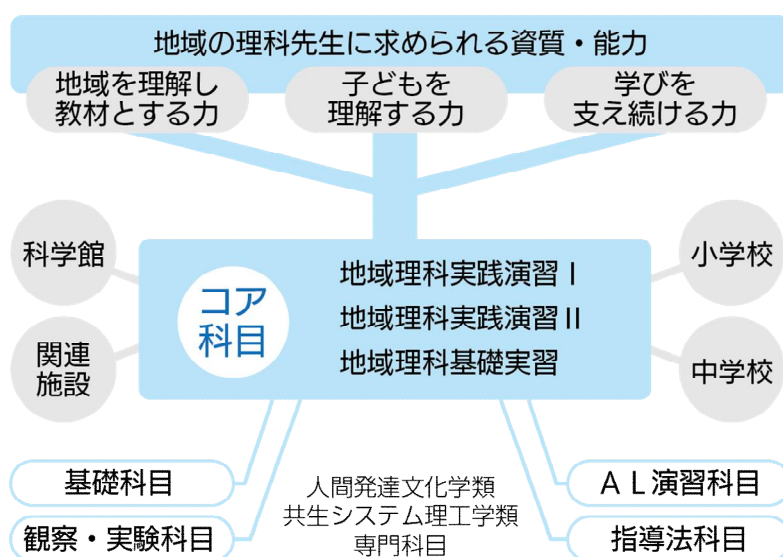 地域の理科先生に求められる資質・能力
地域を理解し
教材とする力
子どもを
理解する力
学びを
支え続ける力
科学館
関連
施設
コア
科目
地域理科実践演習Ⅰ
地域理科実践演習Ⅱ
地域理科基礎実習
小学校
中学校
基礎科目
観察・実験科目
人間発達文化学類
共生システム理工学類
専門科目
ＡＬ演習科目
指導法科目